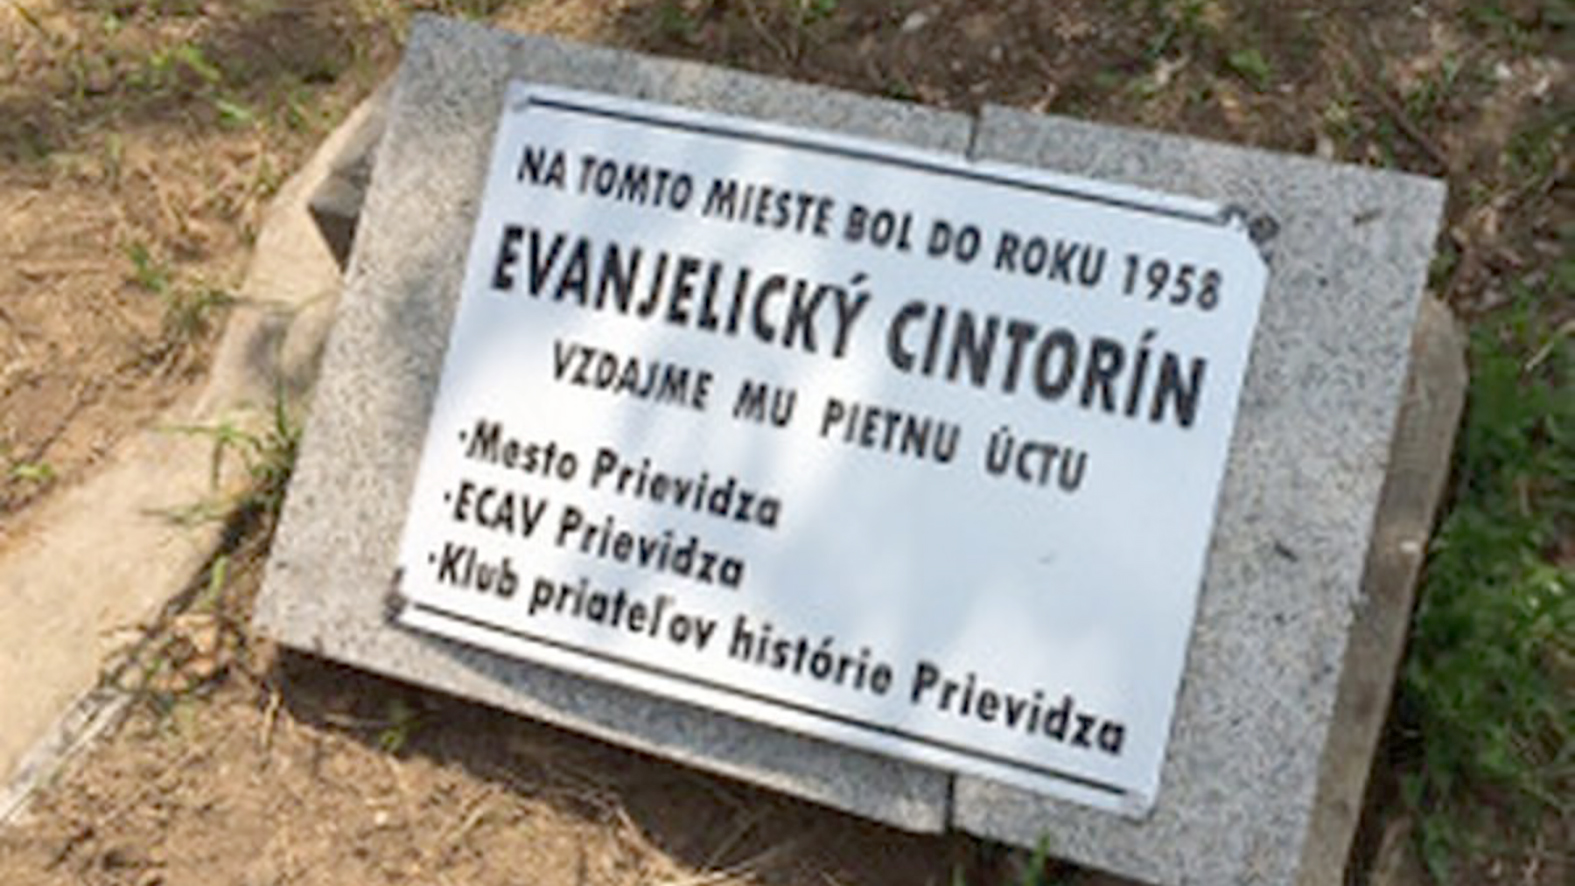 NA TOMTO MIESTE BOL DO ROKU 1958
EVANJELICKÝ CINTORÍN
VZDAJME MU PIETNU ÚCTU
·Mesto Prievidza
·ECAV Prievidza
·Klub priateľov histórie Prievidza